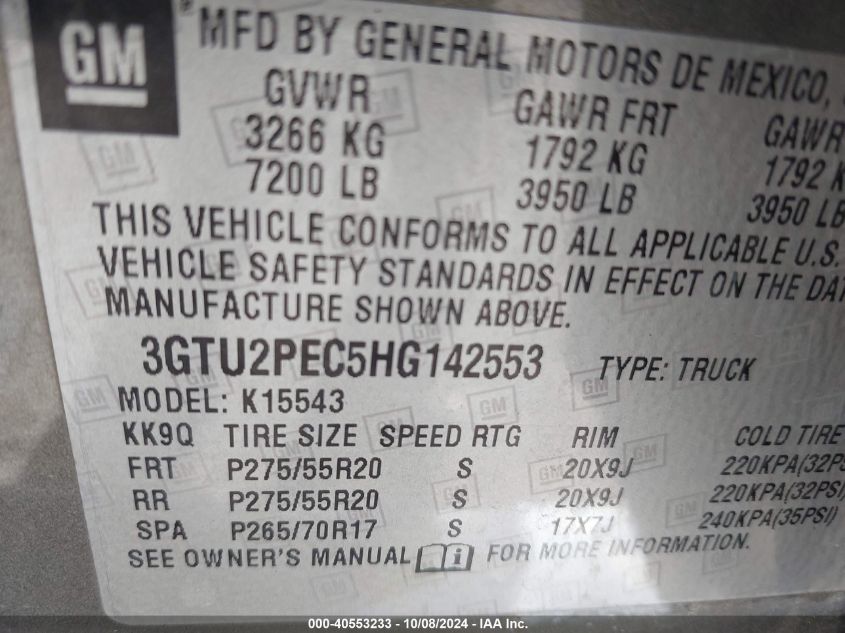 GM
® MFD BY GENERAL MOTORS DE MEXICO,
GVWR GAWR FRT GAWR
3266 KG 1792 KG 1792 K
7200 LB 3950 LB 3950 LB
THIS VEHICLE CONFORMS TO ALL APPLICABLE U.S.
VEHICLE SAFETY STANDARDS IN EFFECT ON THE DAT
MANUFACTURE SHOWN ABOVE.
3GTU2PEC5HG142553 TYPE: TRUCK
MODEL: K15543
KK9Q TIRE SIZE SPEED RTG RIM COLD TIRE
FRT P275/55R20 S 20X9J 220KPA(32PS
RR P275/55R20 S 20X9J 220KPA(32PSI)
SPA P265/70R17 S 17X7J 240KPA(35PSI)
SEE OWNER'S MANUAL i FOR MORE INFORMATION.
000-40553233 - 10/08/2024 - IAA Inc.